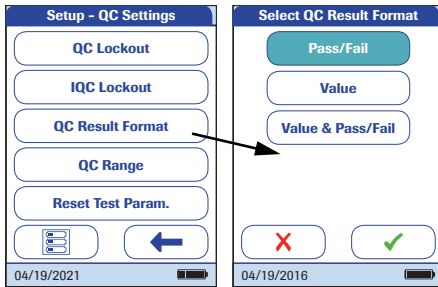 Setup - QC Settings
QC Lockout
IQC Lockout
QC Result Format
QC Range
Reset Test Param.
04/19/2021
Select QC Result Format
Pass/Fail
Value
Value & Pass/Fail
04/19/2016